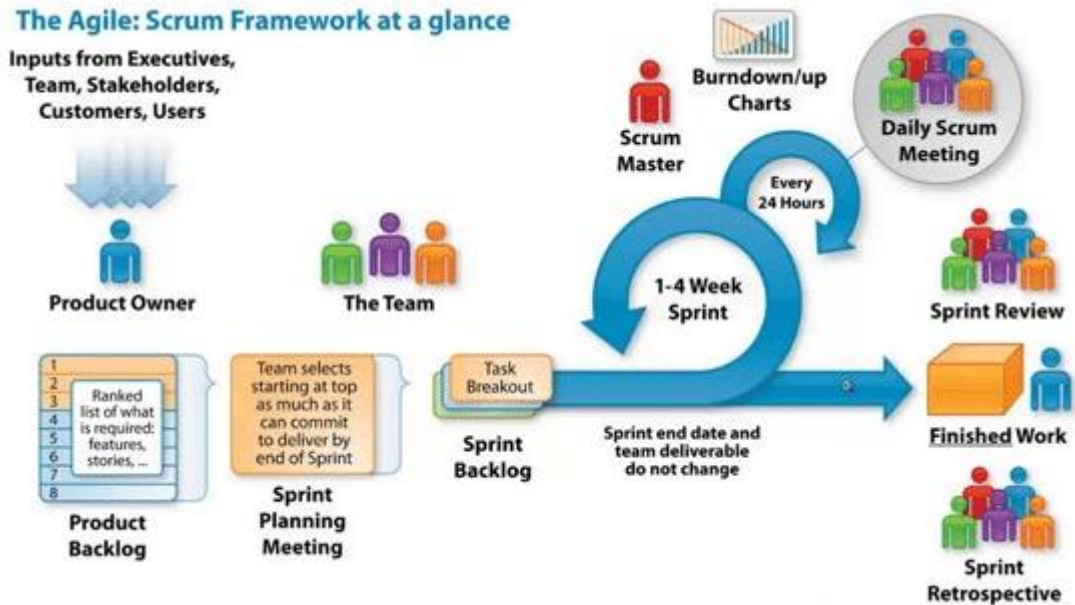 The Agile: Scrum Framework at a glance
Inputs from Executives,
Team, Stakeholders,
Customers, Users
Product Owner
The Team
Scrum
Master
Burndown/up
Charts
Daily Scrum
Meeting
Every
24 Hours
1-4 Week
Sprint
Sprint Review
1
2
3
4
5
6
7
8
Ranked
list of what
is required:
features,
stories, ...
Product
Backlog
Team selects
starting at top
as much as it
can commit
to deliver by
end of Sprint
Sprint
Planning
Meeting
Task
Breakout
Sprint
Backlog
Sprint end date and
team deliverable
do not change
Finished Work
Sprint
Retrospective